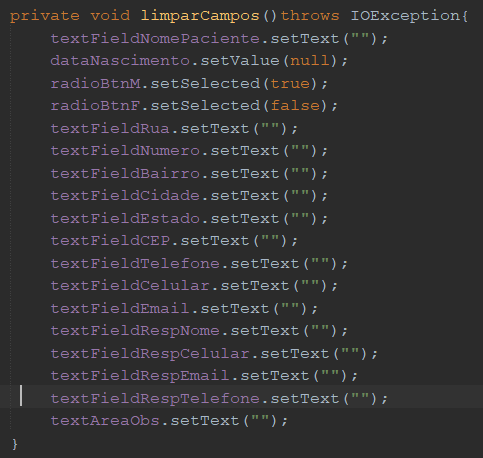 private void limparCampos()throws IOException{
textFieldNomePaciente.setText("");
dataNascimento.setValue(null);
radioBtnM.setSelected(true);
radioBtnF.setSelected(false);
textFieldRua.setText("");
textFieldNumero.setText("");
textFieldBairro.setText("");
textFieldCidade.setText("");
textFieldEstado.setText("");
textFieldCEP.setText("");
textFieldTelefone.setText("");
textFieldCelular.setText("");
textFieldEmail.setText("");
textFieldRespNome.setText("");
textFieldRespCelular.setText("");
textFieldRespEmail.setText("");
textFieldRespTelefone.setText("");
textAreaObs.setText("");
}